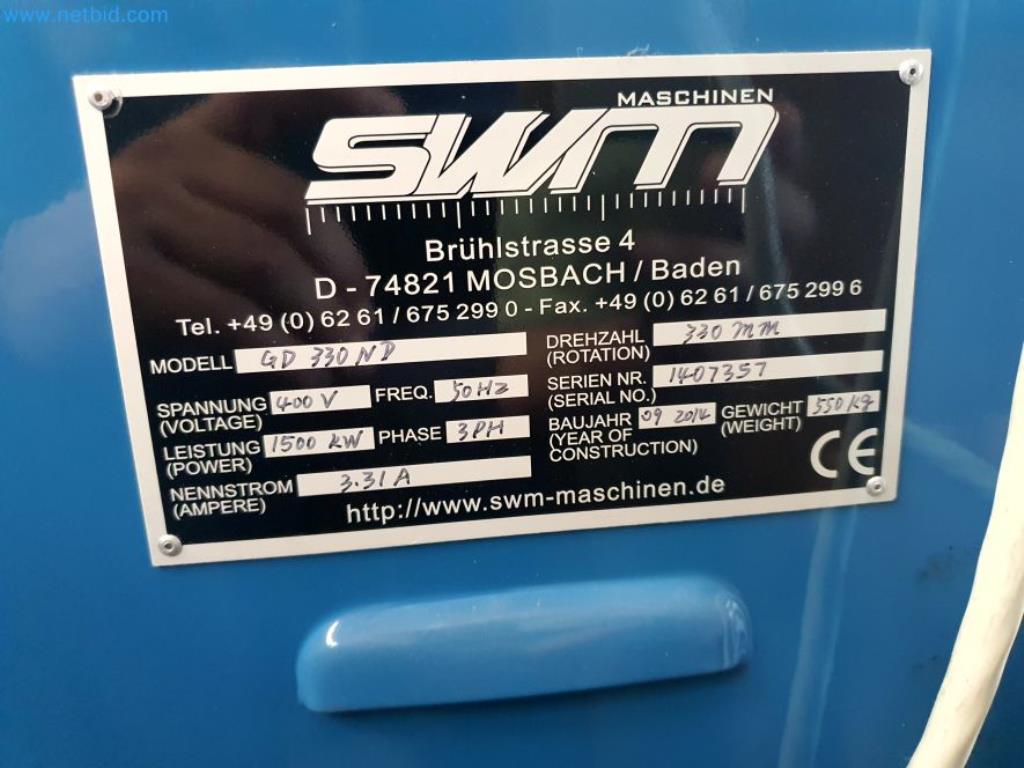 www.netbid.com
MASCHINEN
SWM
Brühlstrasse 4
D - 74821 MOSBACH / Baden
Tel. +49 (0) 62 61 / 675 299 0 - Fax. +49 (0) 62 61 / 675 299 6
MODELL GD 330 ND
DREHZAHL 330 MM
(ROTATION)
SPANNUNG 400 V FREQ. 50 HZ
(VOLTAGE)
SERIEN NR. 1407357
(SERIAL NO.)
LEISTUNG 1500 KW PHASE 3PH
(POWER)
BAUJAHR 09 2014 GEWICHT 550 kg
(YEAR OF (WEIGHT)
CONSTRUCTION)
NENNSTROM 3.31A
(AMPERE)
CE
http://www.swm-maschinen.de